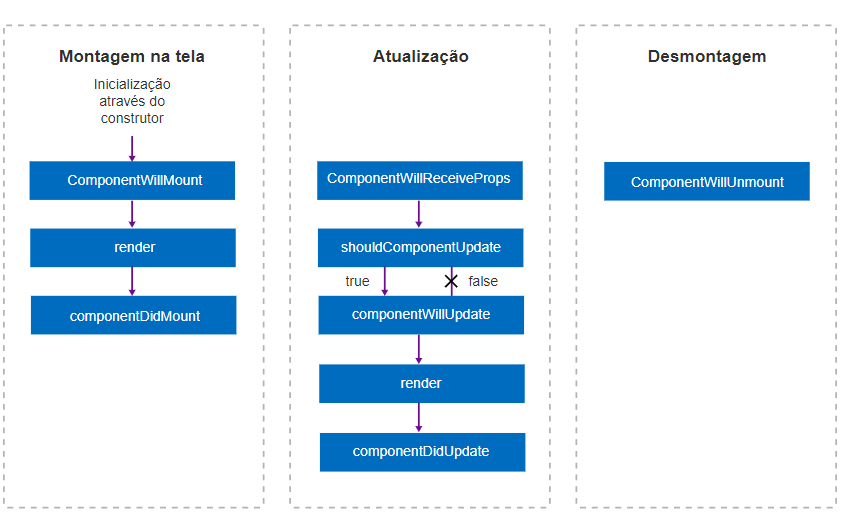 Montagem na tela
Inicialização
através do
construtor
ComponentWillMount
render
componentDidMount
Atualização
ComponentWillReceiveProps
shouldComponentUpdate
true
false
componentWillUpdate
render
componentDidUpdate
Desmontagem
ComponentWillUnmount